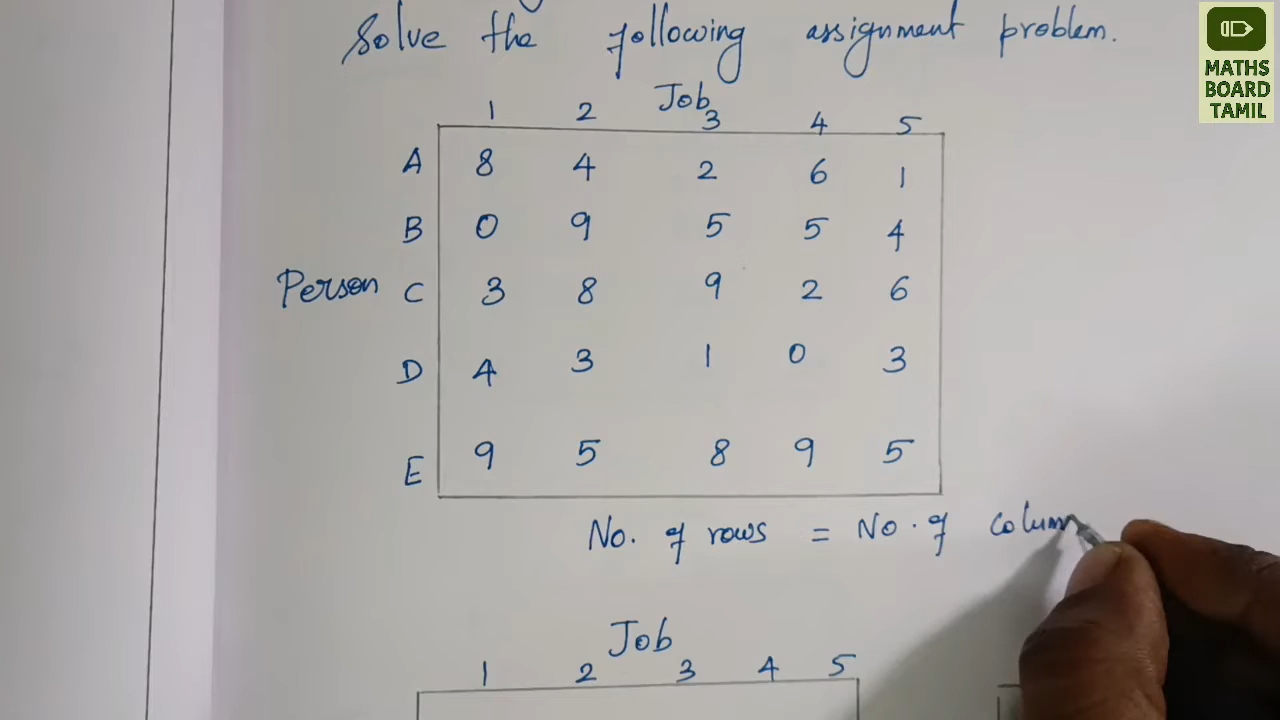 Solve the following assignment problem.
MATHS
BOARD
TAMIL
Job
1 2 3 4 5
A 8 4 2 6 1
B 0 9 5 5 4
Person C 3 8 9 2 6
D 4 3 1 0 3
E 9 5 8 9 5
No. of rows = No. of colum
Job
1 2 3 4 5